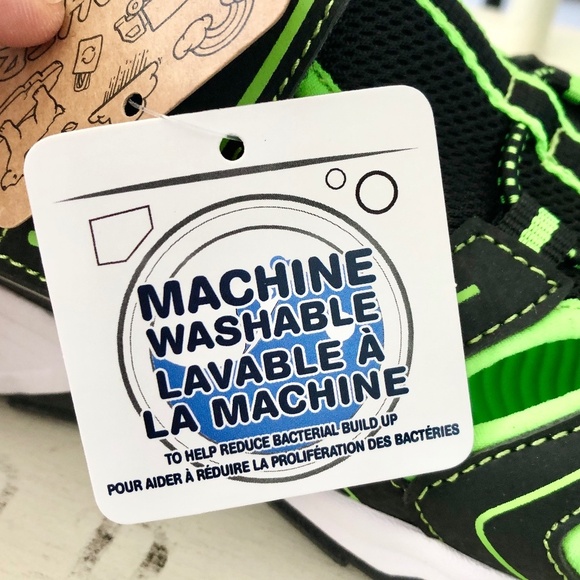 MACHINE
WASHABLE
LAVABLE À
LA MACHINE
TO HELP REDUCE BACTERIAL BUILD UP
POUR AIDER À RÉDUIRE LA PROLIFÉRATION DES BACTÉRIES